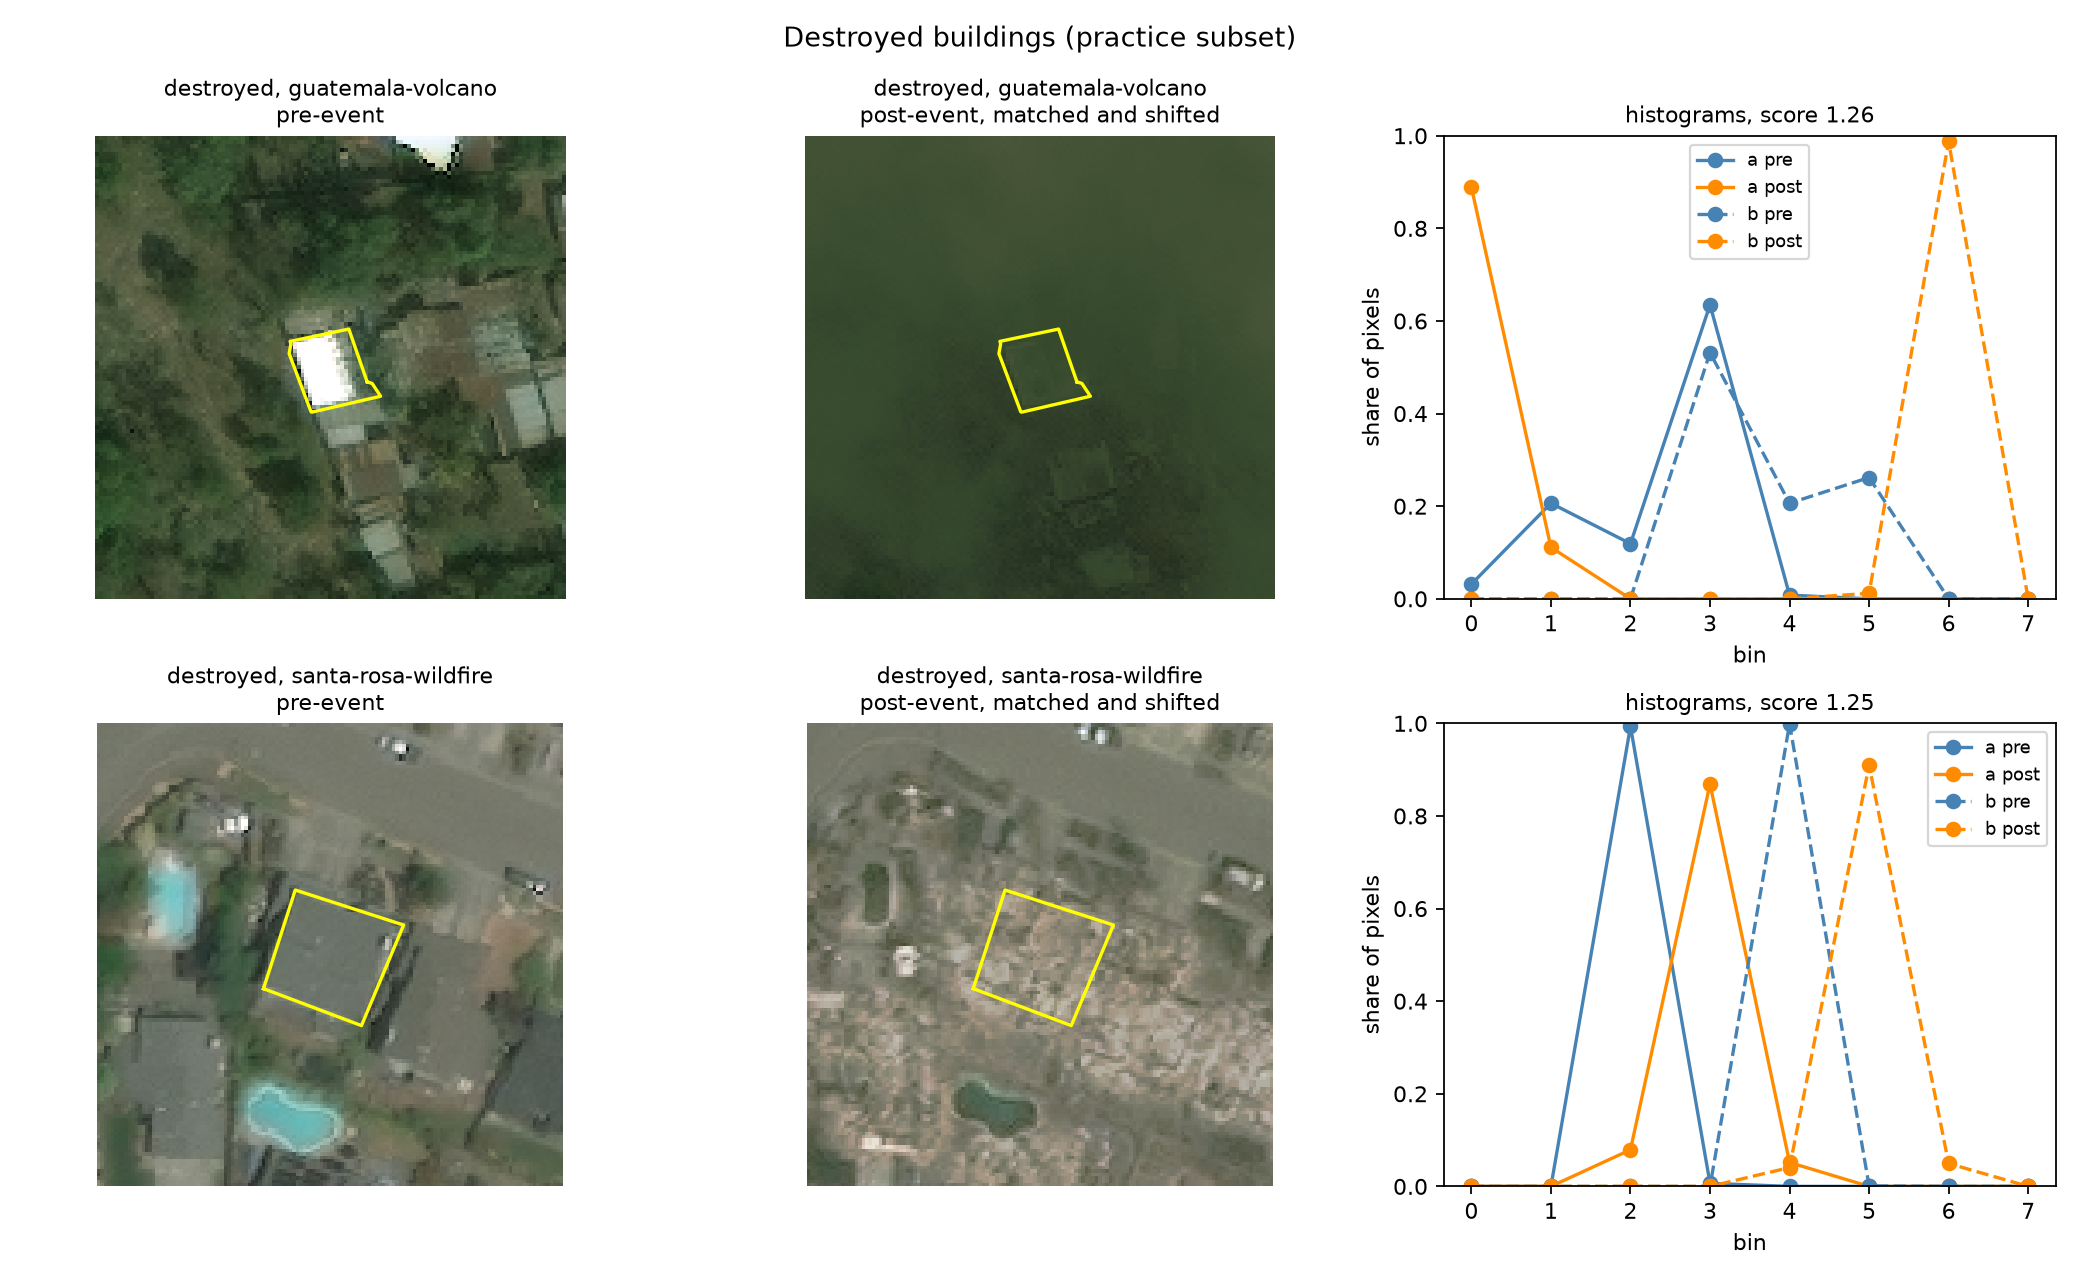 Destroyed buildings (practice subset)
destroyed, guatemala-volcano
pre-event
destroyed, guatemala-volcano
post-event, matched and shifted
histograms, score 1.26
1.0
0.8
0.6
0.4
0.2
0.0
share of pixels
a pre
a post
b pre
b post
0 1 2 3 4 5 6 7
bin
destroyed, santa-rosa-wildfire
pre-event
destroyed, santa-rosa-wildfire
post-event, matched and shifted
histograms, score 1.25
1.0
0.8
0.6
0.4
0.2
0.0
share of pixels
a pre
a post
b pre
b post
0 1 2 3 4 5 6 7
bin